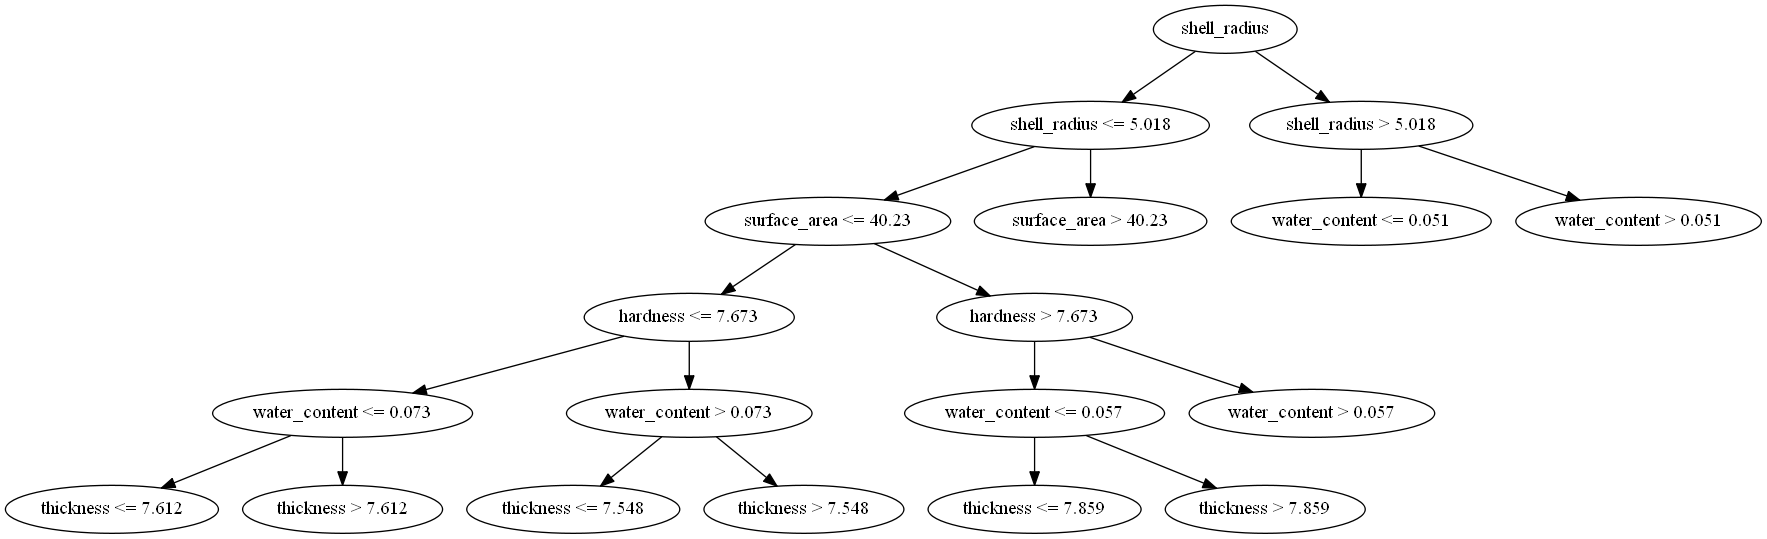 shell_radius
shell_radius <= 5.018
shell_radius > 5.018
surface_area <= 40.23
surface_area > 40.23
water_content <= 0.051
water_content > 0.051
hardness <= 7.673
hardness > 7.673
water_content <= 0.073
water_content > 0.073
water_content <= 0.057
water_content > 0.057
thickness <= 7.612
thickness > 7.612
thickness <= 7.548
thickness > 7.548
thickness <= 7.859
thickness > 7.859